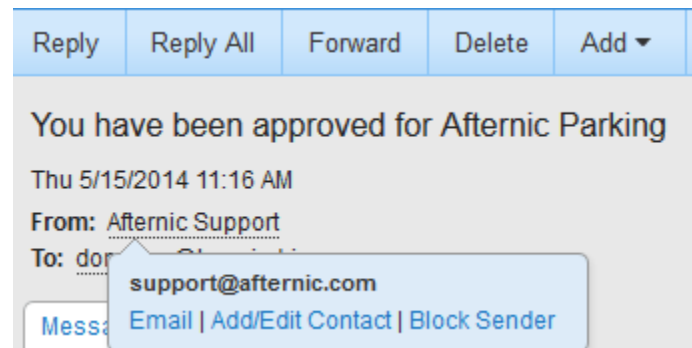 Reply Reply All Forward Delete Add
You have been approved for Afternic Parking
Thu 5/15/2014 11:16 AM
From: Afternic Support
To:
support@afternic.com
Email | Add/Edit Contact | Block Sender